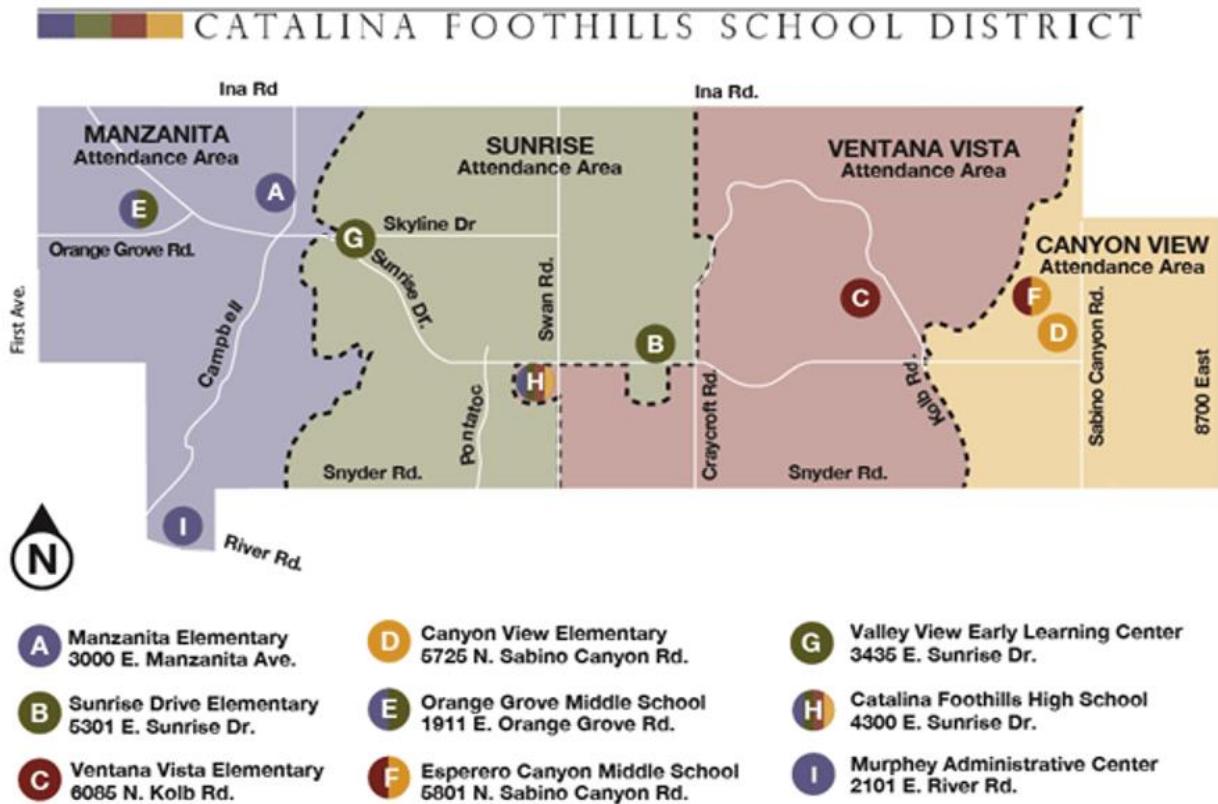 CATALINA FOOTHILLS SCHOOL DISTRICT
Ina Rd
Ina Rd.
MANZANITA
Attendance Area
SUNRISE
Attendance Area
VENTANA VISTA
Attendance Area
A
E
Skyline Dr
G
Orange Grove Rd.
CANYON VIEW
Attendance Area
Sunrise Dr.
Swan Rd.
First Ave.
Campbell
C
F
D
B
H
Pontatoc
Craycroft Rd.
Kolb Rd.
Sabino Canyon Rd.
8700 East
Snyder Rd.
Snyder Rd.
I
River Rd.
N
A
Manzanita Elementary
3000 E. Manzanita Ave.
B
Sunrise Drive Elementary
5301 E. Sunrise Dr.
C
Ventana Vista Elementary
6085 N. Kolb Rd.
D
Canyon View Elementary
5725 N. Sabino Canyon Rd.
E
Orange Grove Middle School
1911 E. Orange Grove Rd.
F
Esperero Canyon Middle School
5801 N. Sabino Canyon Rd.
G
Valley View Early Learning Center
3435 E. Sunrise Dr.
H
Catalina Foothills High School
4300 E. Sunrise Dr.
I
Murphey Administrative Center
2101 E. River Rd.